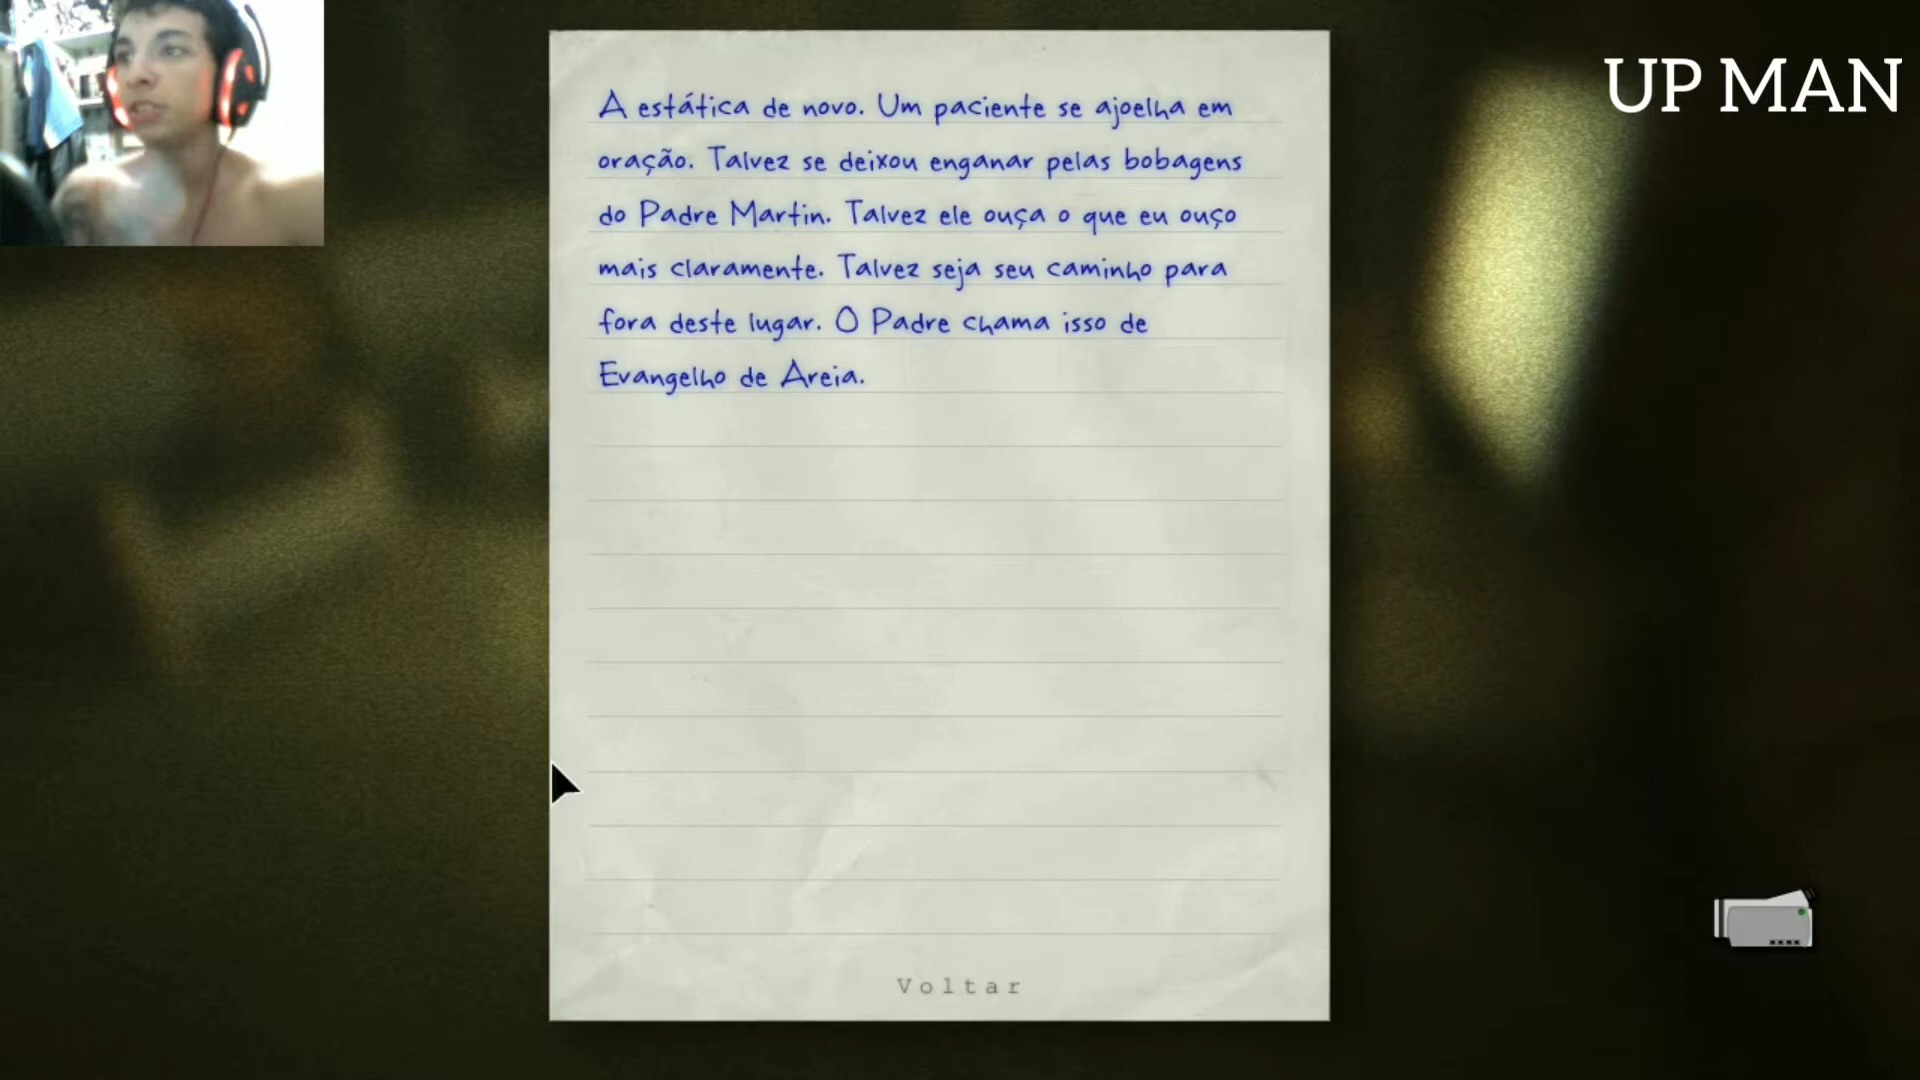 UP MAN
A estática de novo. Um paciente se ajoelha em
oração. Talvez se deixou enganar pelas bobagens
do Padre Martin. Talvez ele ouça o que eu ouço
mais claramente. Talvez seja seu caminho para
fora deste lugar. O Padre chama isso de
Evangelho de Areia.
Voltar